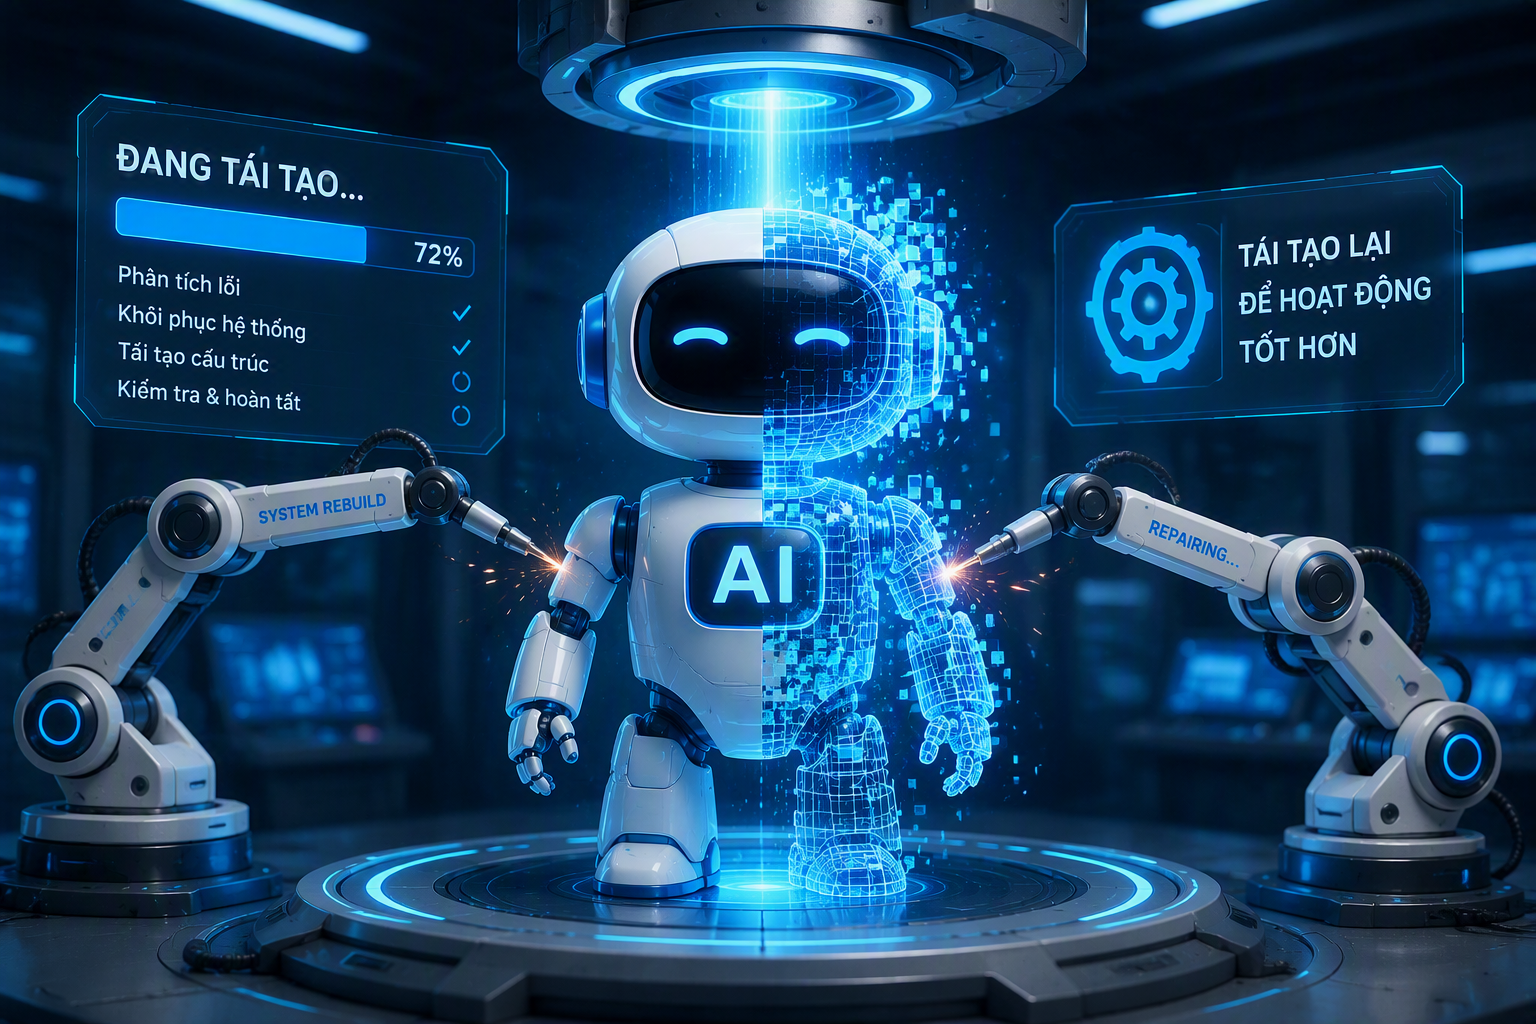 ĐANG TÁI TẠO...
72%
Phân tích lỗi
Khôi phục hệ thống
Tái tạo cấu trúc
Kiểm tra & hoàn tất
TÁI TẠO LẠI
ĐỂ HOẠT ĐỘNG
TỐT HƠN
SYSTEM REBUILD
REPAIRING...
AI